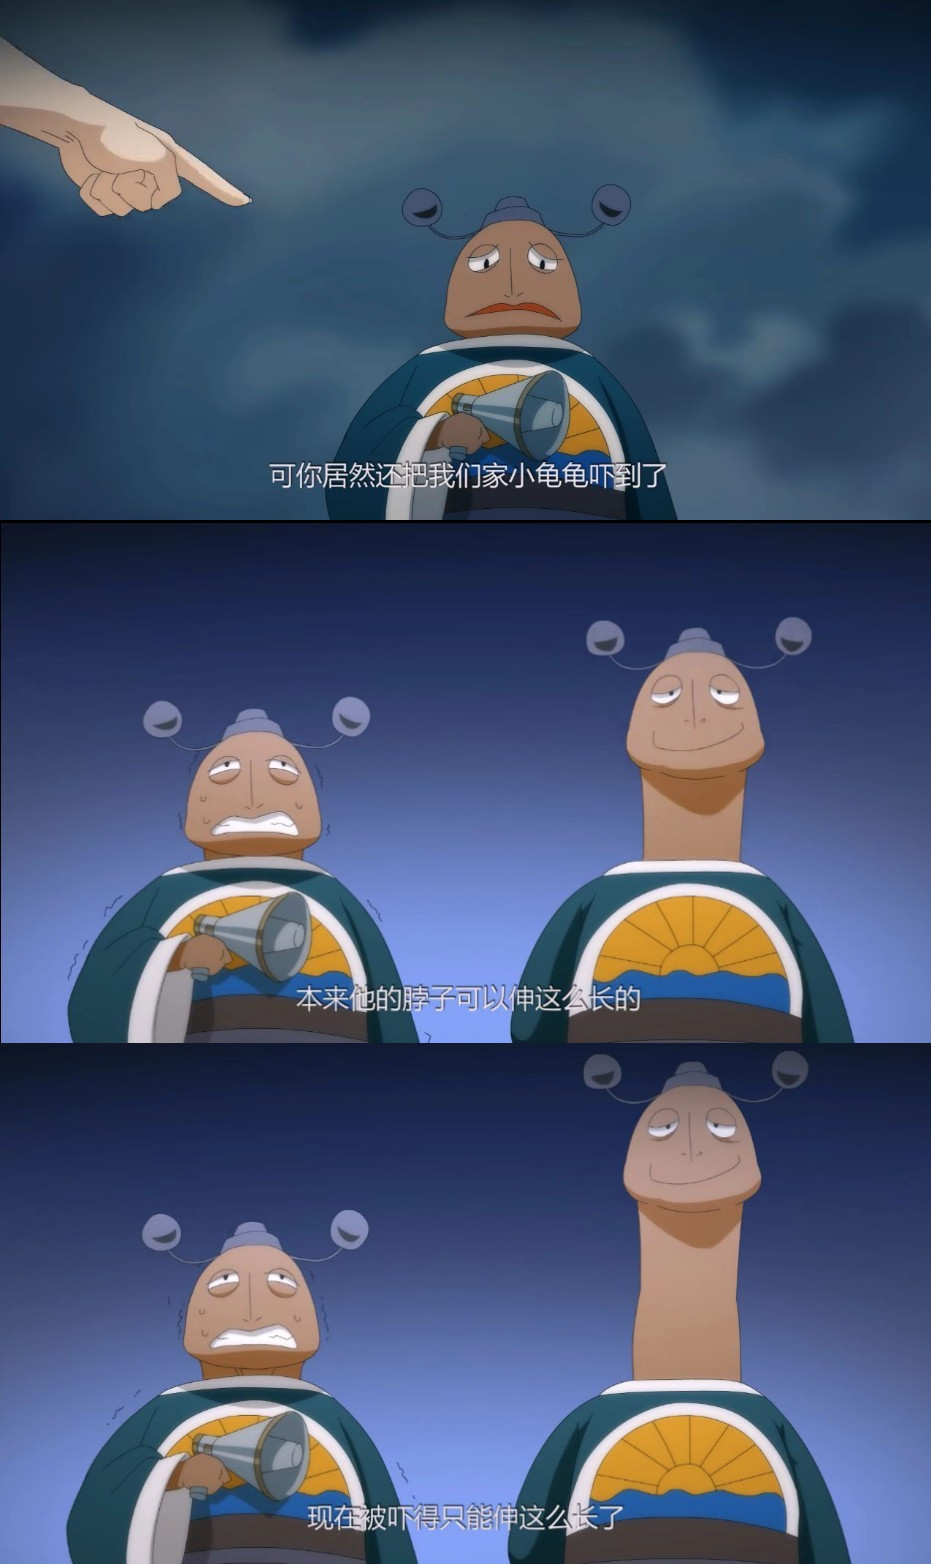 可你居然还把我们家小龟龟吓到了
本来他的脖子可以伸这么长的
现在被吓得只能伸这么长了